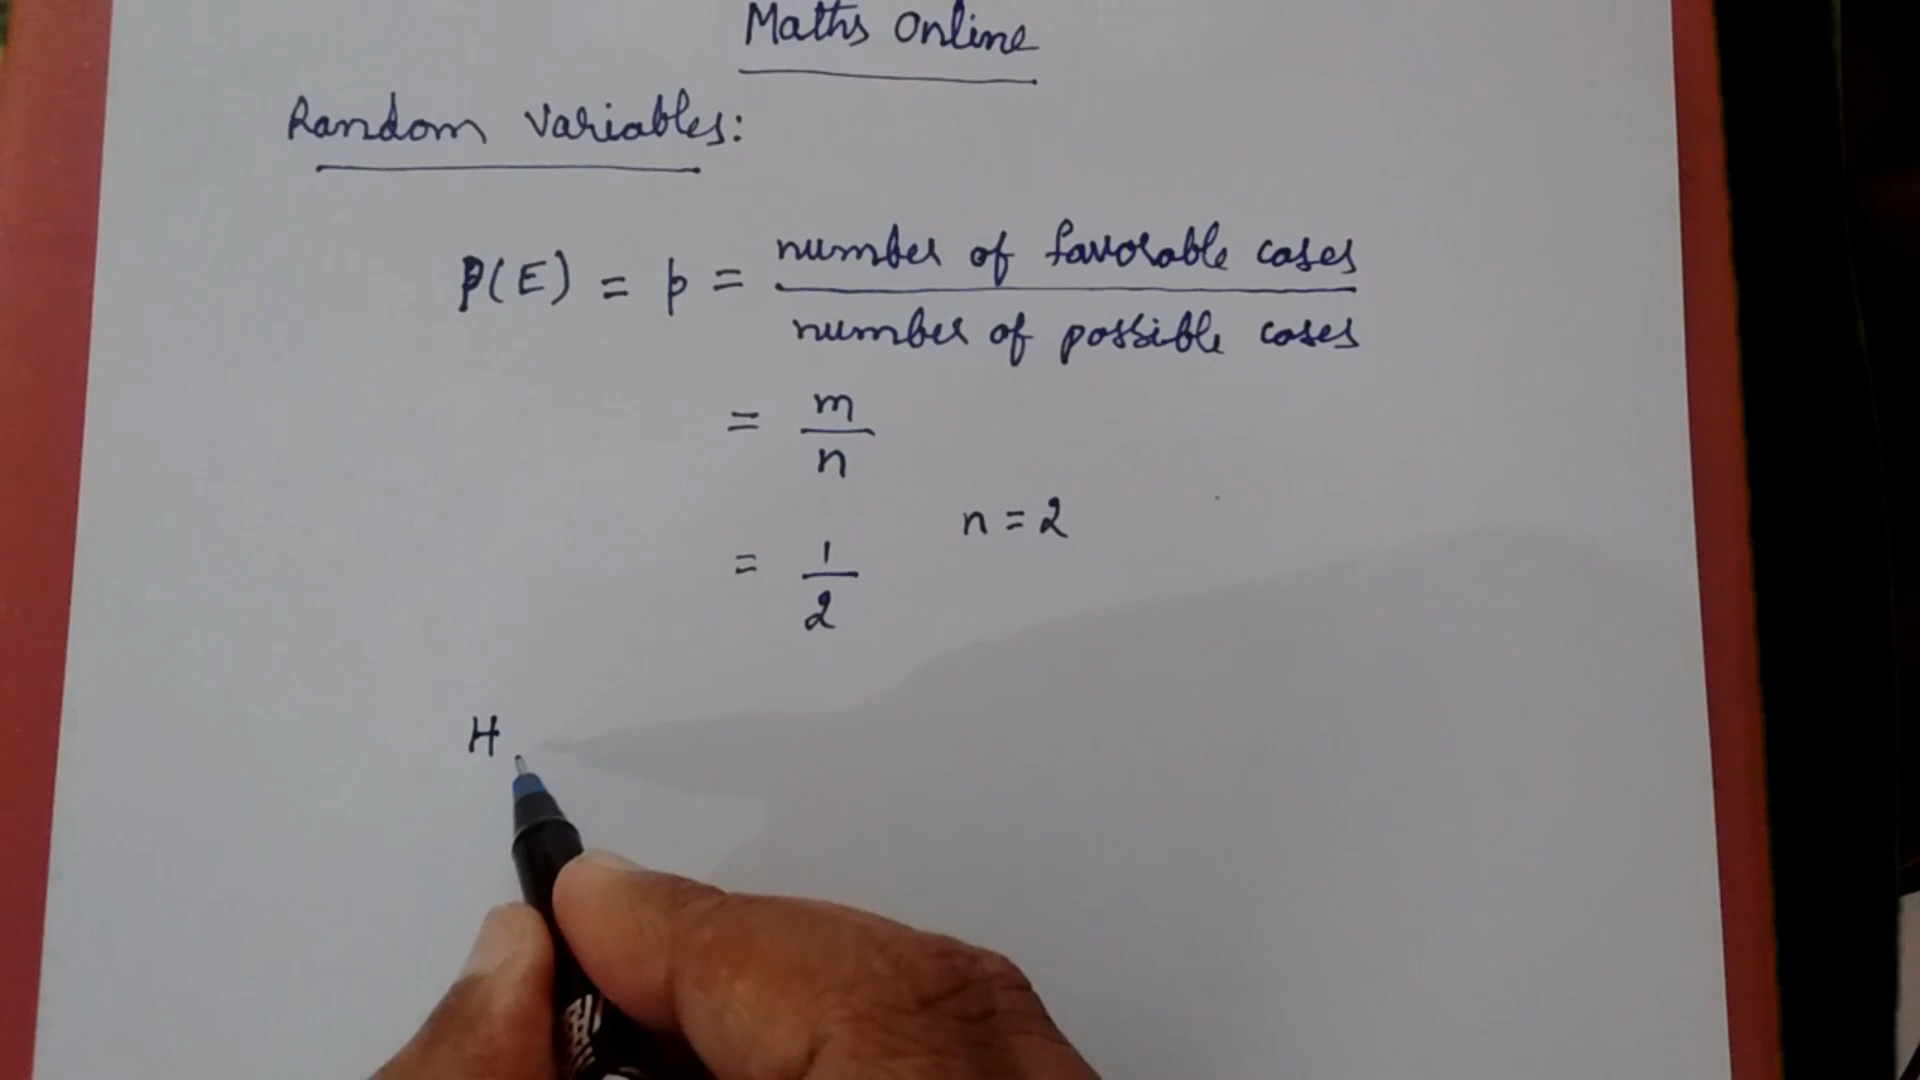 Maths Online
Random Variables:
P(E) = p = number of favorable cases
number of possible cases
= m
n
n = 2
= 1
2
H